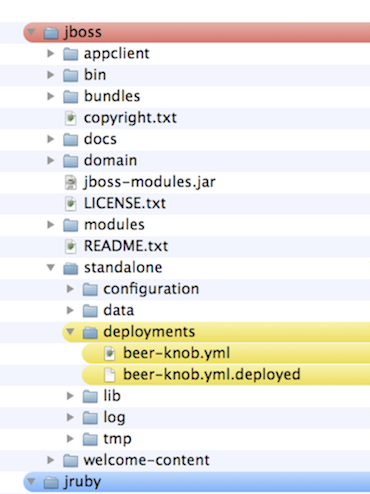 jboss
appclient
bin
bundles
copyright.txt
docs
domain
jboss-modules.jar
LICENSE.txt
modules
README.txt
standalone
configuration
data
deployments
beer-knob.yml
beer-knob.yml.deployed
lib
log
tmp
welcome-content
jruby